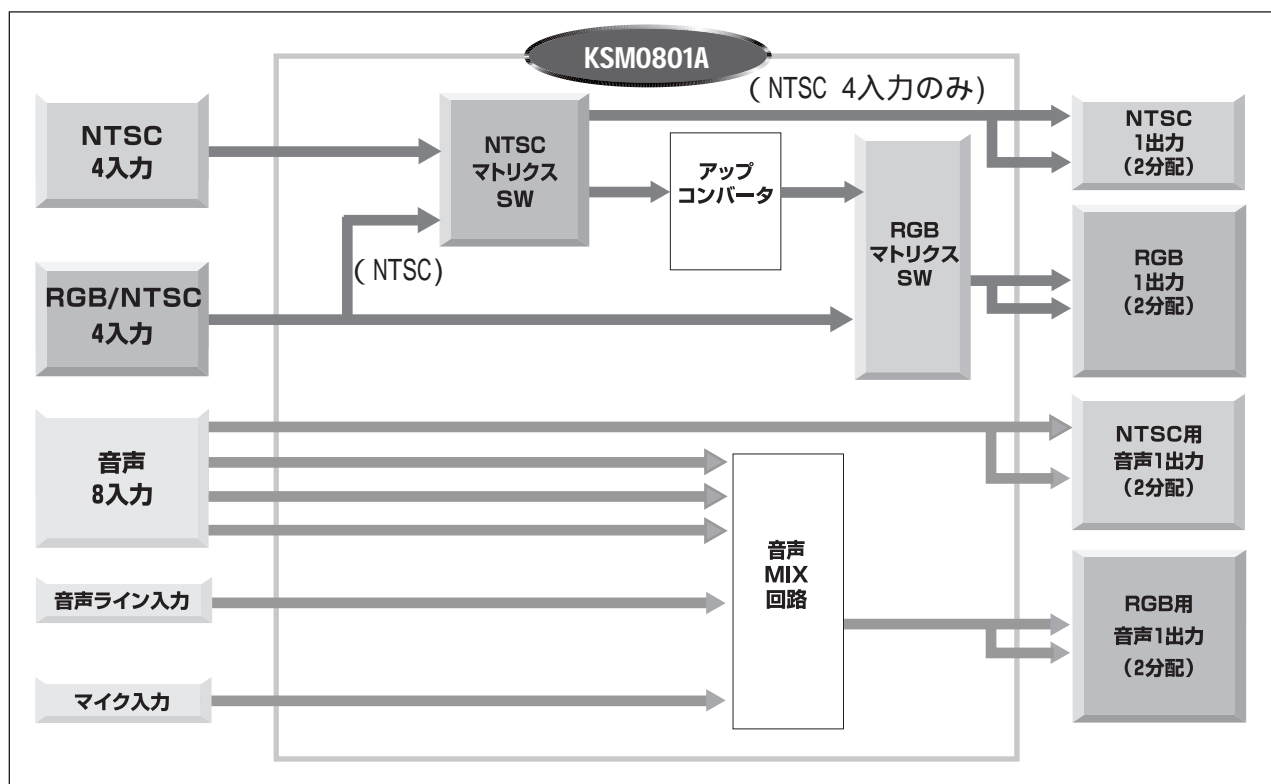 KSM0801A
(NTSC 4入力のみ)
NTSC
4入力
NTSC
マトリクス
SW
アップ
コンバータ
NTSC
1出力
(2分配)
(NTSC)
RGB/NTSC
4入力
RGB
マトリクス
SW
RGB
1出力
(2分配)
音声
8入力
NTSC用
音声1出力
(2分配)
音声
MIX
回路
音声ライン入力
マイク入力
RGB用
音声1出力
(2分配)